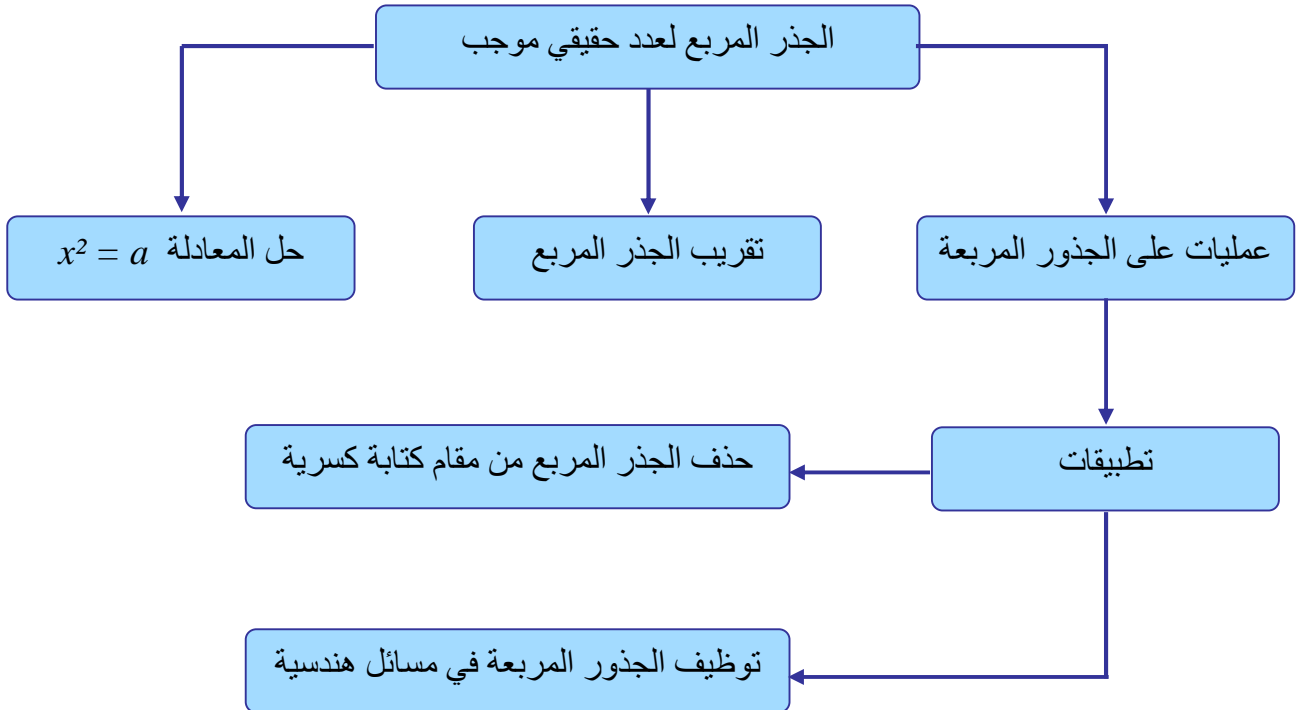 الجذر المربع لعدد حقيقي موجب
عمليات على الجذور المربعة
تقريب الجذر المربع
حل المعادلة x² = a
تطبيقات
حذف الجذر المربع من مقام كتابة كسرية
توظيف الجذور المربعة في مسائل هندسية